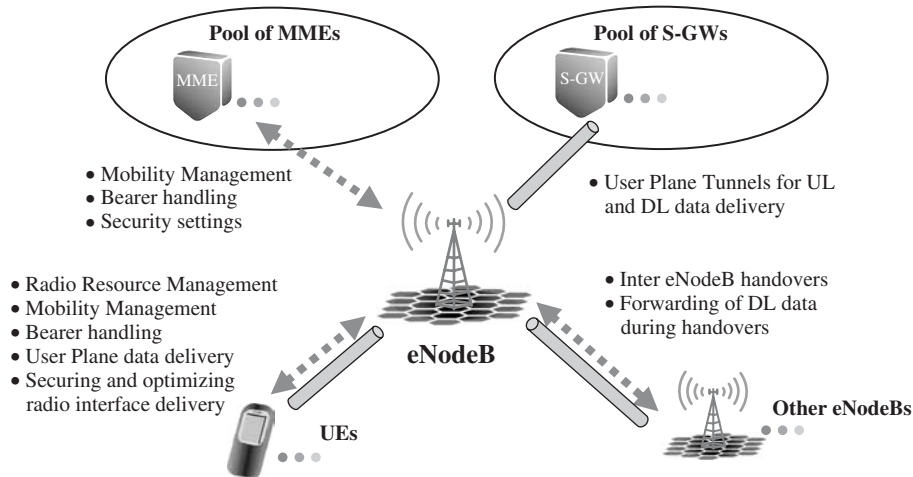 Pool of MMEs
Pool of S-GWs
MME
S-GW
• Mobility Management
• Bearer handling
• Security settings
• User Plane Tunnels for UL
and DL data delivery
• Radio Resource Management
• Mobility Management
• Bearer handling
• User Plane data delivery
• Securing and optimizing
radio interface delivery
• Inter eNodeB handovers
• Forwarding of DL data
during handovers
eNodeB
UEs
Other eNodeBs